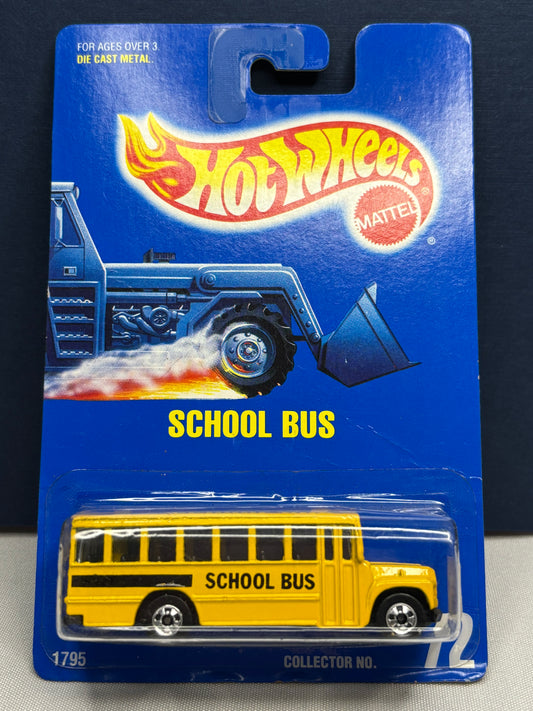 FOR AGES OVER 3
DIE CAST METAL.
HOT WHEELS
MATTEL
®
®
SCHOOL BUS
SCHOOL BUS
1795
COLLECTOR NO. 72